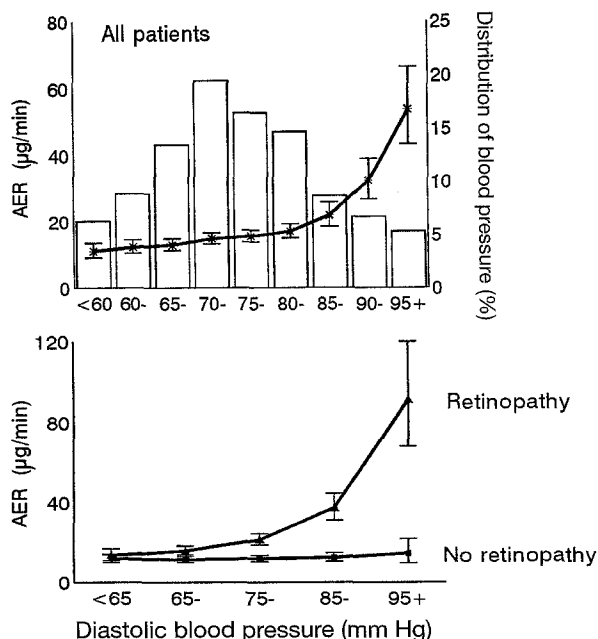 All patients
80
60
40
20
0
AER (µg/min)
25
20
15
10
5
0
Distribution of blood
pressure (%)
<60 60- 65- 70- 75- 80- 85- 90- 95+
120
80
40
0
AER (µg/min)
Retinopathy
No retinopathy
<65 65- 75- 85- 95+
Diastolic blood pressure (mm Hg)